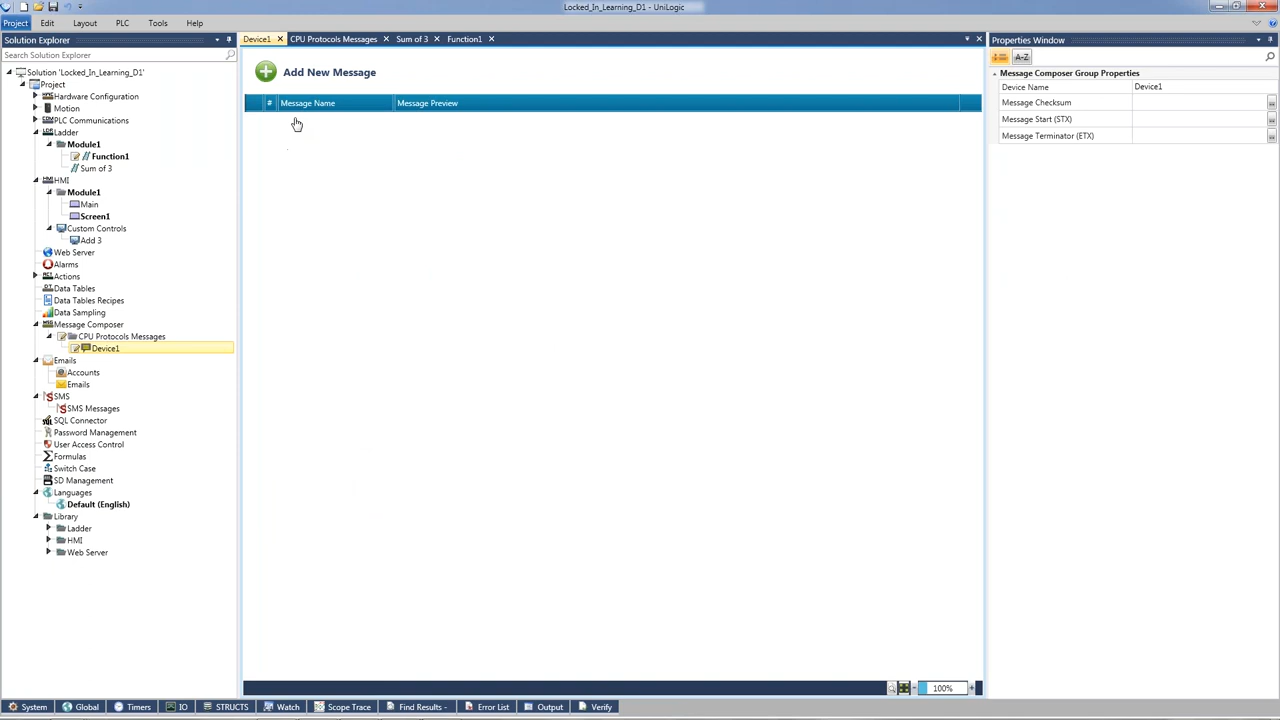 Locked_In_Learning_D1 - UniLogic
Project Edit Layout PLC Tools Help
Solution Explorer
Search Solution Explorer
Solution 'Locked_In_Learning_D1'
Project
Hardware Configuration
Motion
PLC Communications
Ladder
Module1
Function1
Sum of 3
HMI
Module1
Main
Screen1
Custom Controls
Add 3
Web Server
Alarms
Actions
Data Tables
Data Tables Recipes
Data Sampling
Message Composer
CPU Protocols Messages
Device1
Emails
Accounts
Emails
SMS
SMS Messages
SQL Connector
Password Management
User Access Control
Formulas
Switch Case
SD Management
Languages
Default (English)
Library
Ladder
HMI
Web Server
Device1 CPU Protocols Messages Sum of 3 Function1
Add New Message
# Message Name Message Preview
100%
Properties Window
A-Z
Message Composer Group Properties
Device Name Device1
Message Checksum
Message Start (STX)
Message Terminator (ETX)
System Global Timers IO STRUCTS Watch Scope Trace Find Results - Error List Output Verify